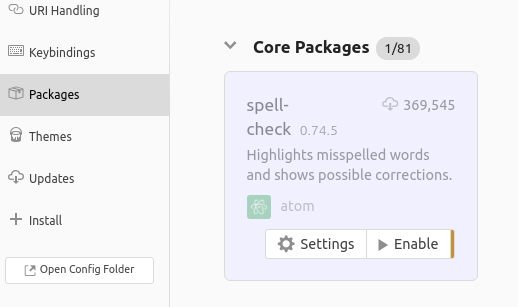 URI Handling
Keybindings
Packages
Themes
Updates
Install
Open Config Folder
Core Packages 1/81
spell-
check 0.74.5
369,545
Highlights misspelled words
and shows possible corrections.
atom
Settings
Enable